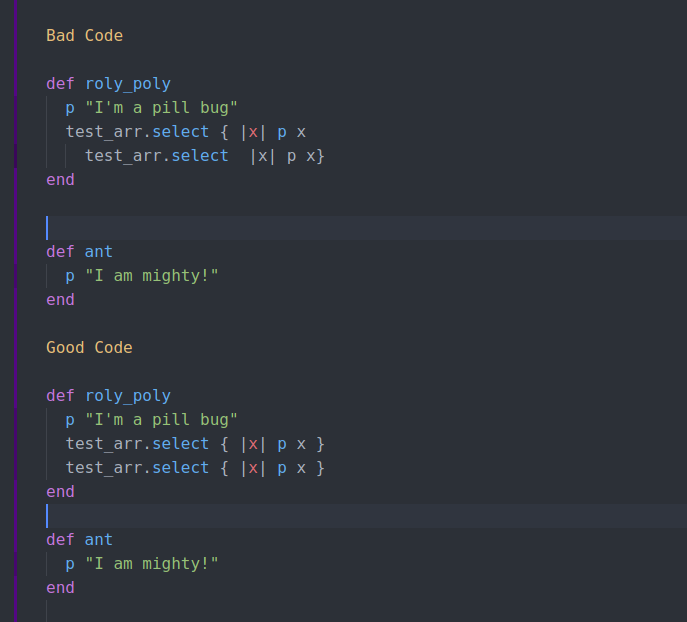 Bad Code
def roly_poly
  p "I'm a pill bug"
  test_arr.select { |x| p x
    test_arr.select  |x| p x}
end
def ant
  p "I am mighty!"
end
Good Code
def roly_poly
  p "I'm a pill bug"
  test_arr.select { |x| p x }
  test_arr.select { |x| p x }
end
def ant
  p "I am mighty!"
end